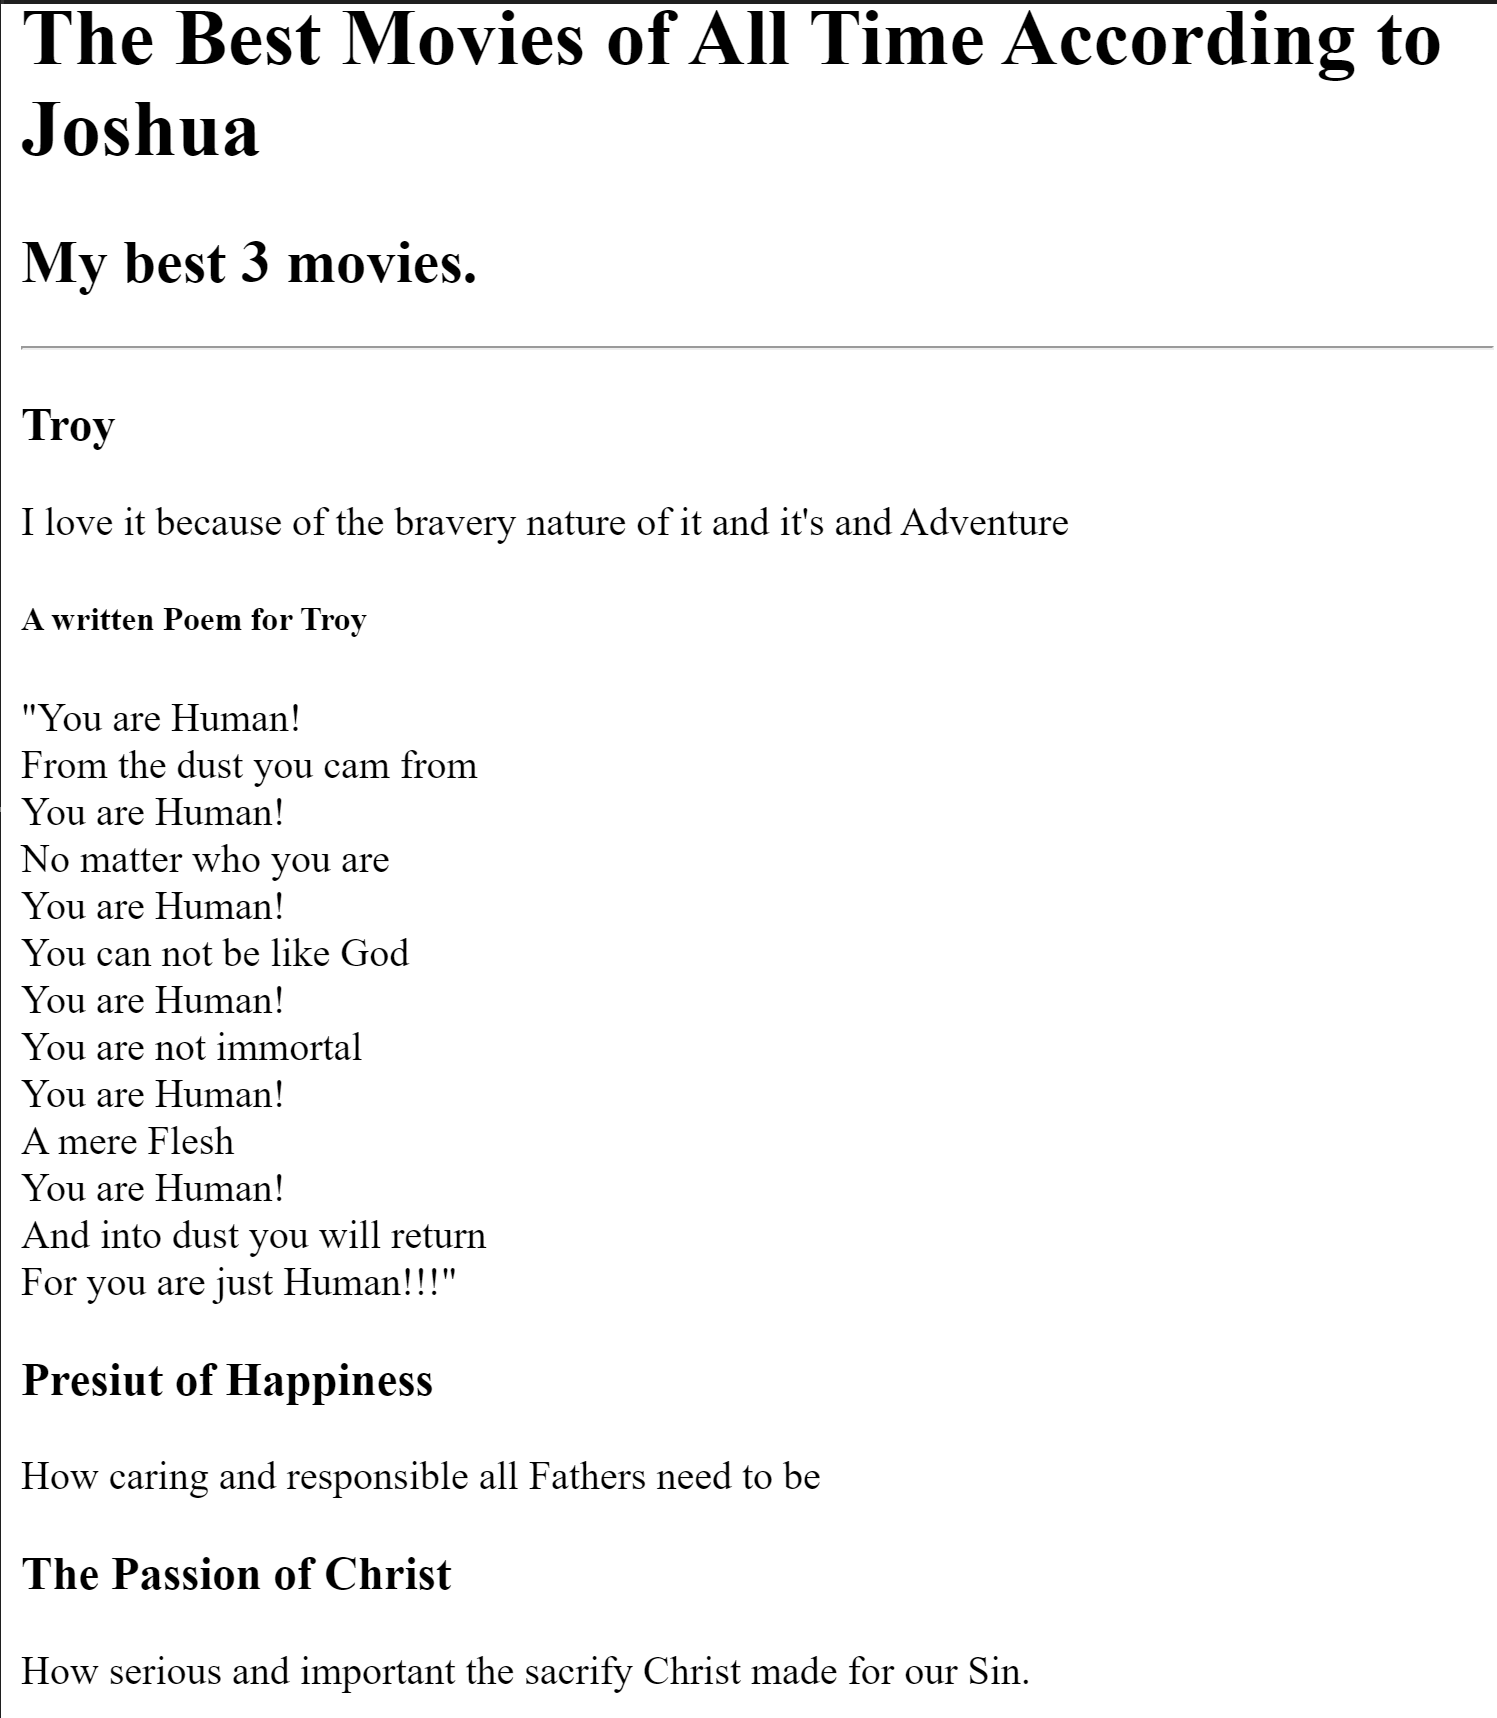 The Best Movies of All Time According to
Joshua
My best 3 movies.
Troy
I love it because of the bravery nature of it and it's and Adventure
A written Poem for Troy
"You are Human!
From the dust you cam from
You are Human!
No matter who you are
You are Human!
You can not be like God
You are Human!
You are not immortal
You are Human!
A mere Flesh
You are Human!
And into dust you will return
For you are just Human!!!"
Presiut of Happiness
How caring and responsible all Fathers need to be
The Passion of Christ
How serious and important the sacrify Christ made for our Sin.